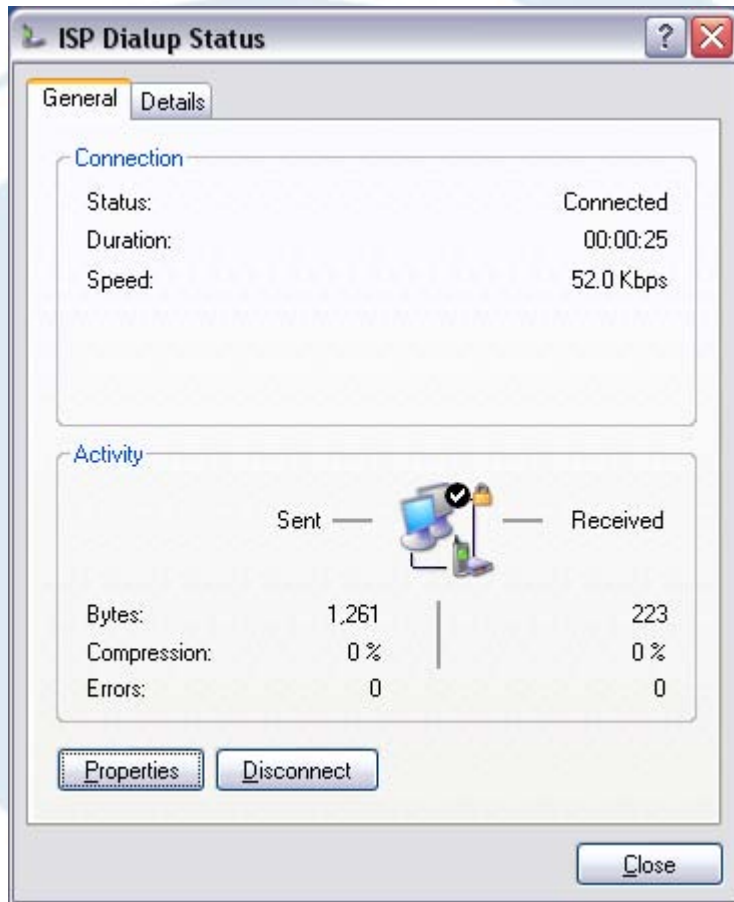 ISP Dialup Status
General Details
Connection
Status: Connected
Duration: 00:00:25
Speed: 52.0 Kbps
Activity
Sent Received
Bytes: 1,261 223
Compression: 0 % 0 %
Errors: 0 0
Properties Disconnect
Close